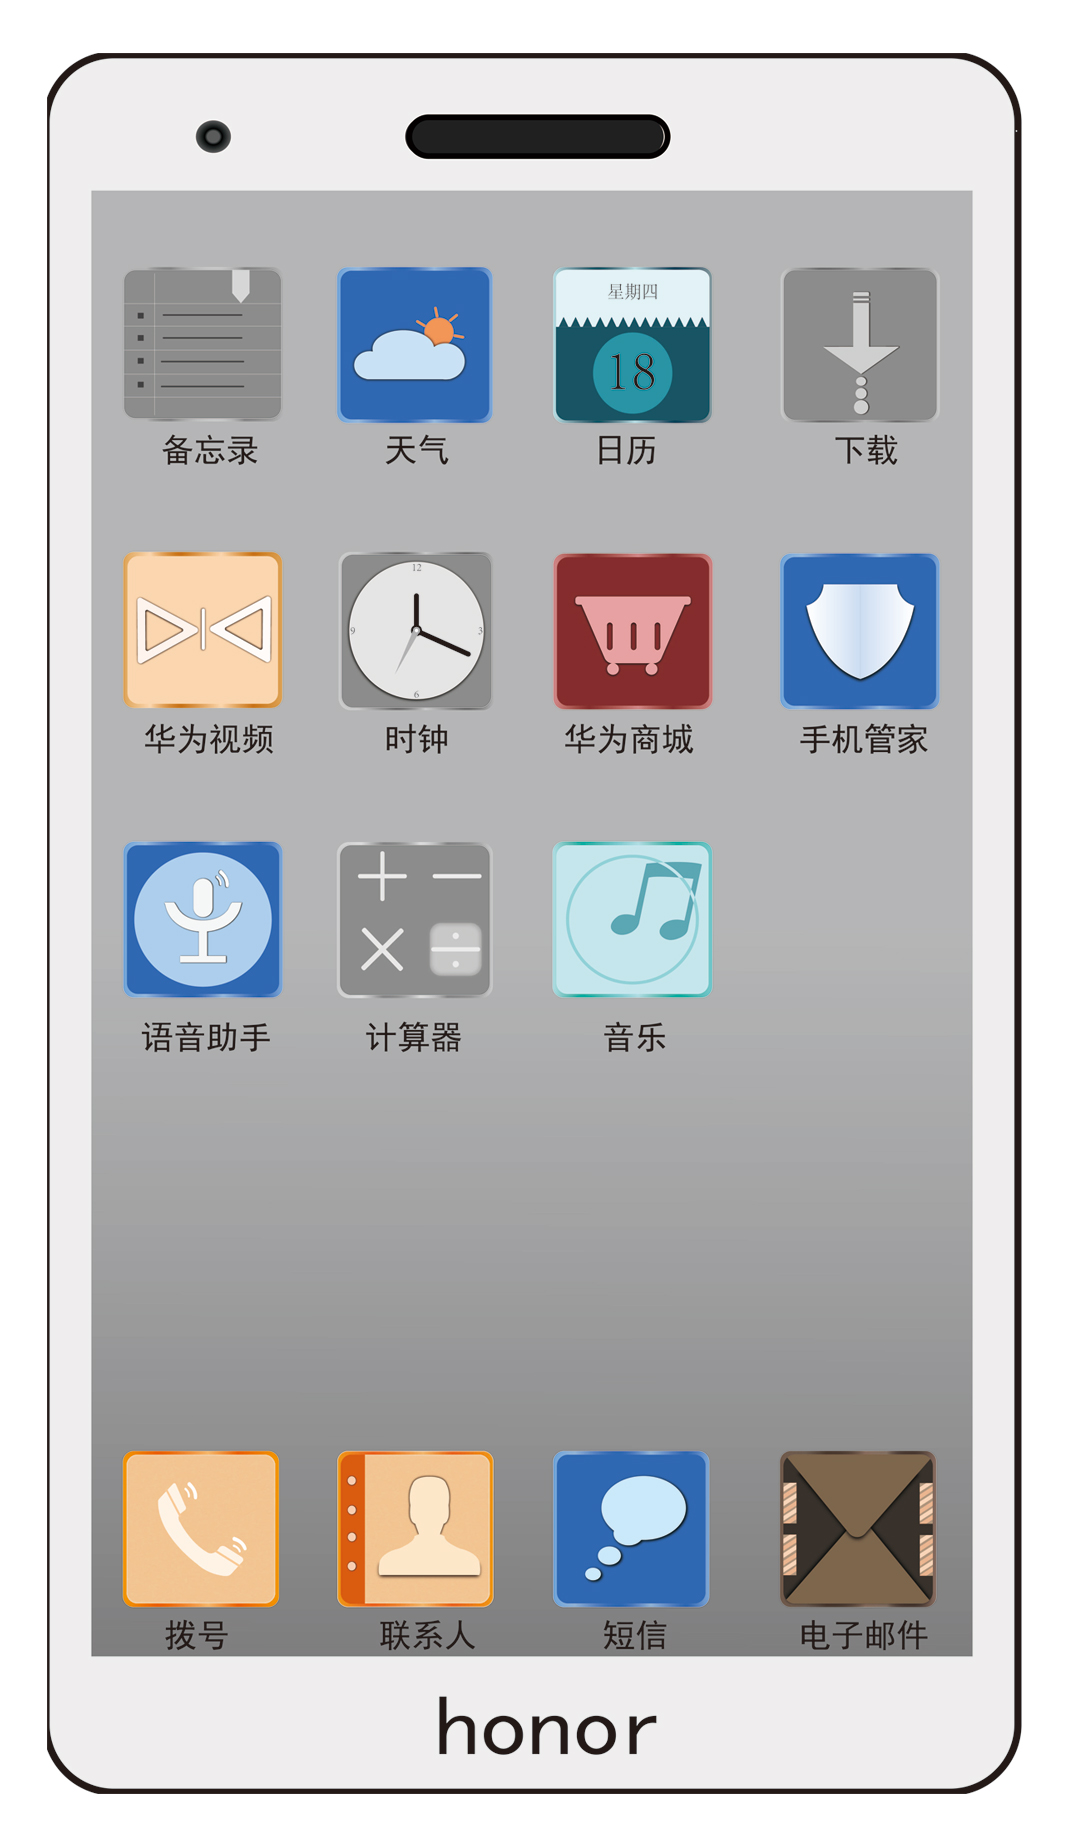 星期四
18
备忘录 天气 日历 下载
12
9 3
6
华为视频 时钟 华为商城 手机管家
语音助手 计算器 音乐
拨号 联系人 短信 电子邮件
honor